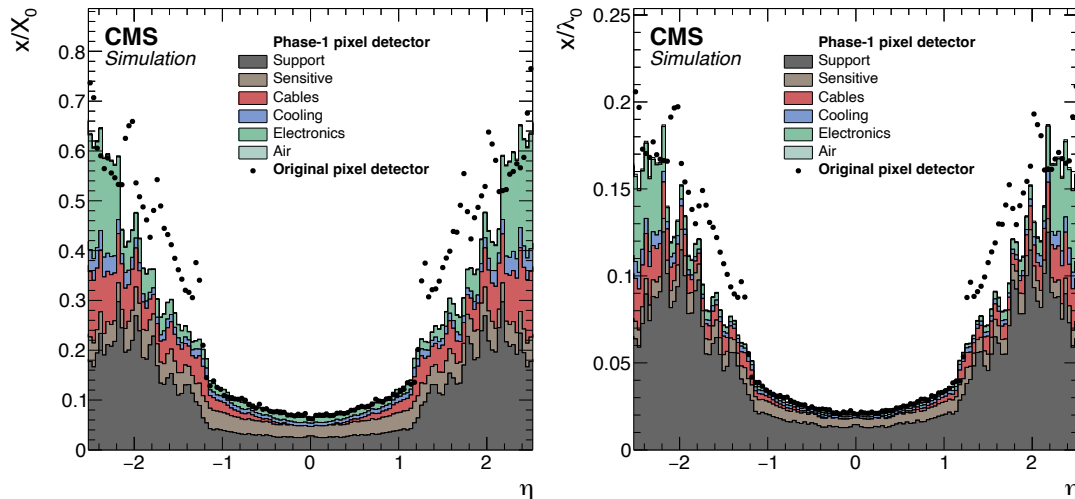 x/X₀
0.8
0.7
0.6
0.5
0.4
0.3
0.2
0.1
0
CMS
Simulation
Phase-1 pixel detector
Support
Sensitive
Cables
Cooling
Electronics
Air
Original pixel detector
−2 −1 0 1 2
η
x/λ₀
0.25
0.2
0.15
0.1
0.05
0
CMS
Simulation
Phase-1 pixel detector
Support
Sensitive
Cables
Cooling
Electronics
Air
Original pixel detector
−2 −1 0 1 2
η